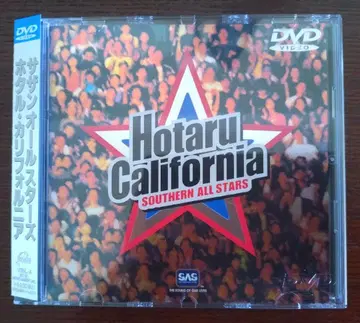 DVD
サザンオールスターズ
ホタル・カリフォルニア
DVD
VIDEO
Hotaru
California
SOUTHERN ALL STARS
SAS